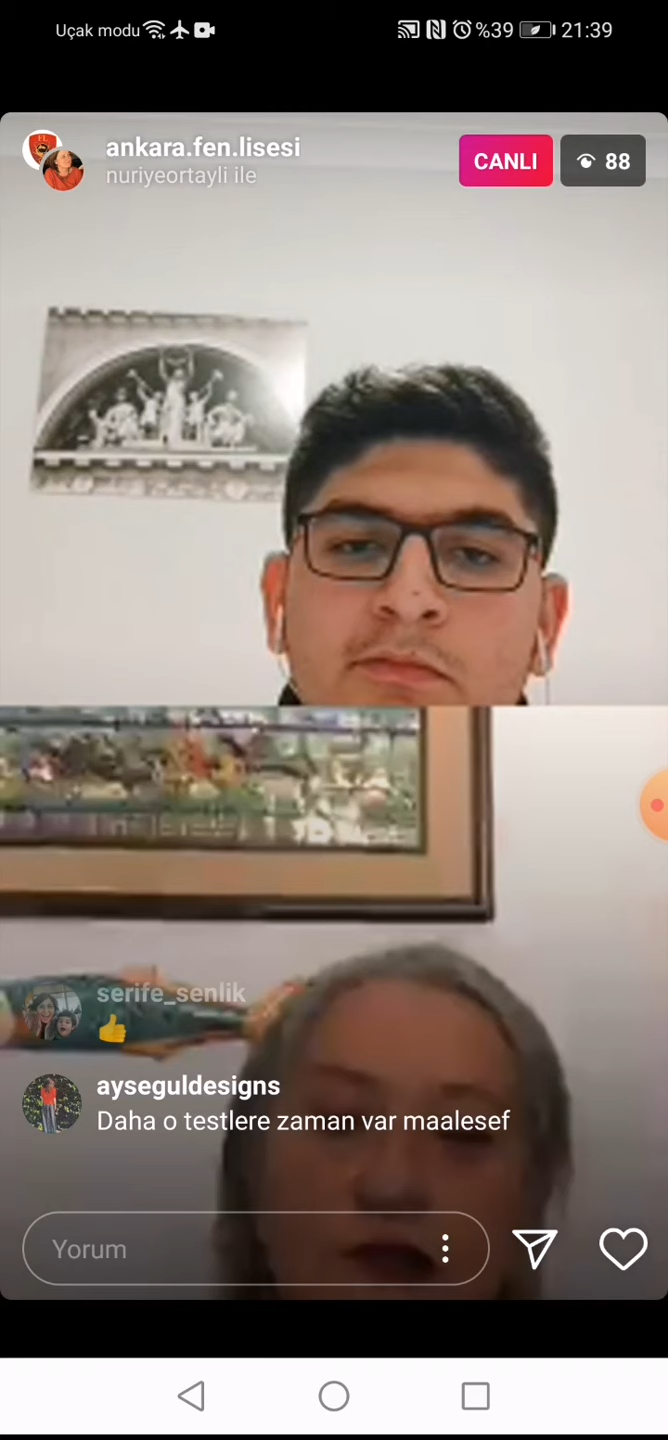 Uçak modu
%39
21:39
ankara.fen.lisesi
nuriyeortayli ile
CANLI
88
serife_senlik
👍
ayseguldesigns
Daha o testlere zaman var maalesef
Yorum